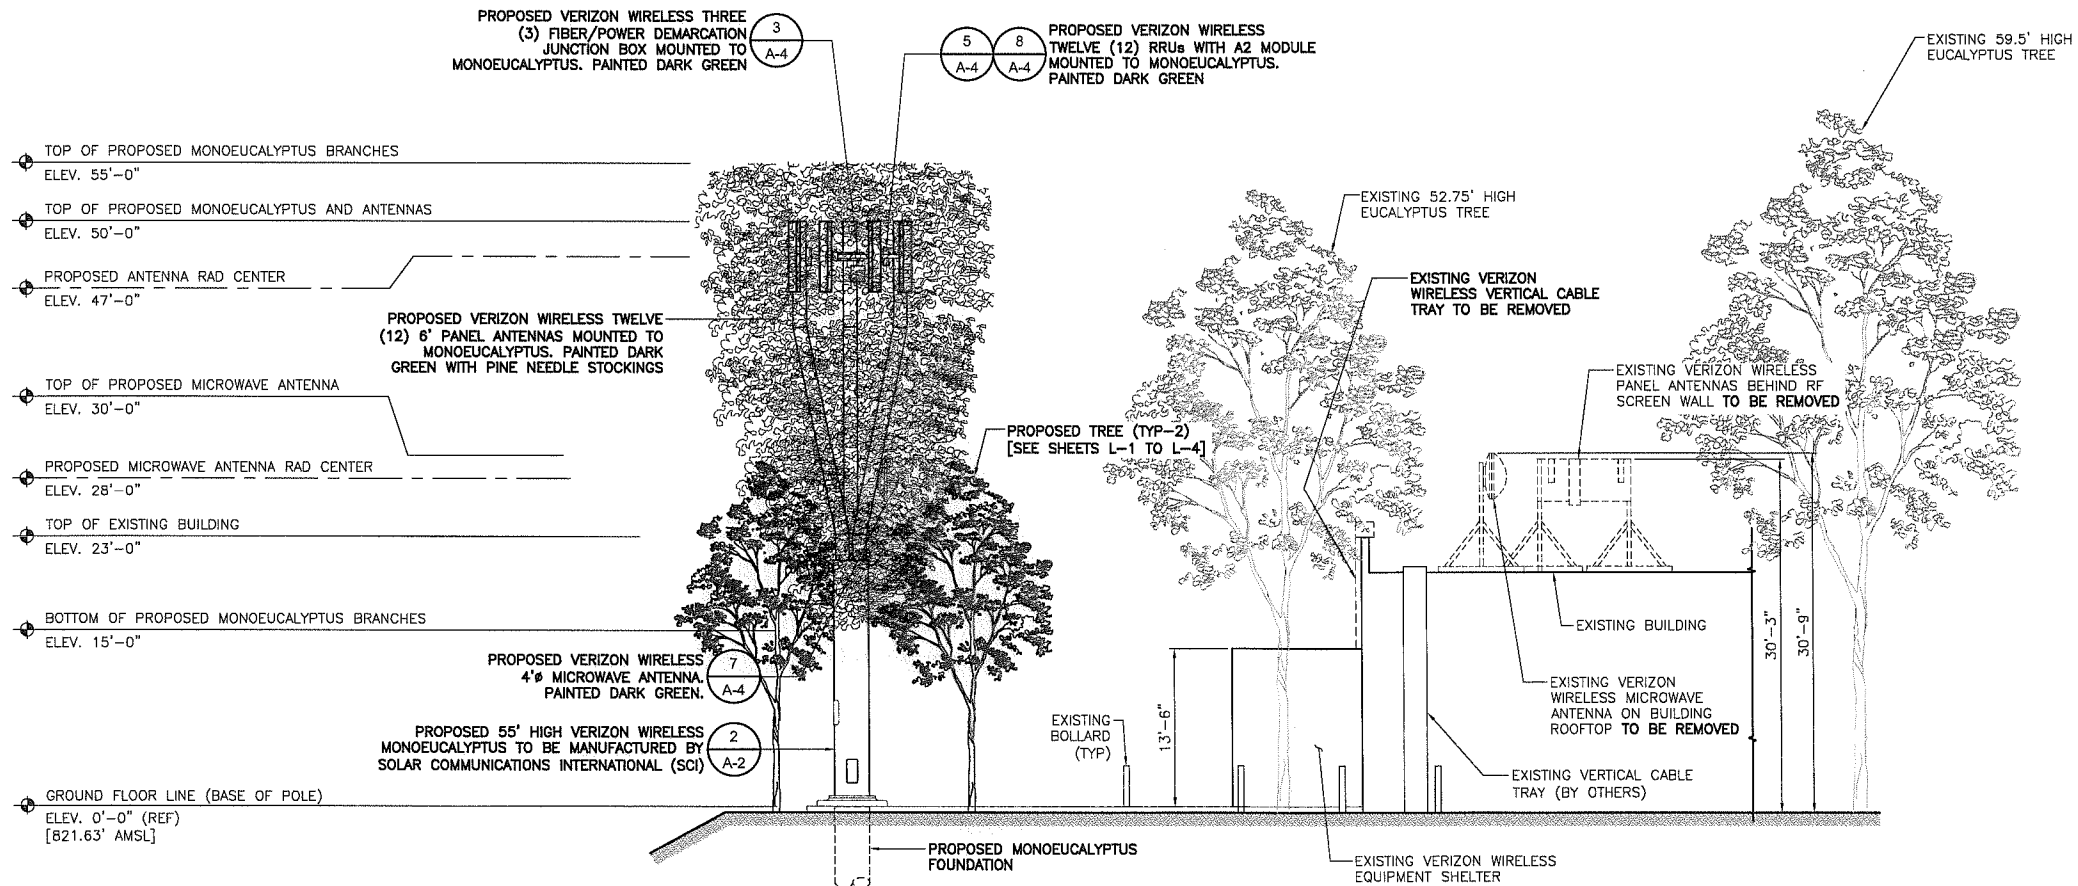 PROPOSED VERIZON WIRELESS THREE
(3) FIBER/POWER DEMARCATION
JUNCTION BOX MOUNTED TO
MONOEUCALYPTUS. PAINTED DARK GREEN
3
A-4
5
A-4
8
A-4
PROPOSED VERIZON WIRELESS
TWELVE (12) RRUs WITH A2 MODULE
MOUNTED TO MONOEUCALYPTUS.
PAINTED DARK GREEN
EXISTING 59.5' HIGH
EUCALYPTUS TREE
TOP OF PROPOSED MONOEUCALYPTUS BRANCHES
ELEV. 55'-0"
TOP OF PROPOSED MONOEUCALYPTUS AND ANTENNAS
ELEV. 50'-0"
PROPOSED ANTENNA RAD CENTER
ELEV. 47'-0"
EXISTING 52.75' HIGH
EUCALYPTUS TREE
EXISTING VERIZON
WIRELESS VERTICAL CABLE
TRAY TO BE REMOVED
PROPOSED VERIZON WIRELESS TWELVE
(12) 6' PANEL ANTENNAS MOUNTED TO
MONOEUCALYPTUS. PAINTED DARK
GREEN WITH PINE NEEDLE STOCKINGS
TOP OF PROPOSED MICROWAVE ANTENNA
ELEV. 30'-0"
EXISTING VERIZON WIRELESS
PANEL ANTENNAS BEHIND RF
SCREEN WALL TO BE REMOVED
PROPOSED TREE (TYP-2)
[SEE SHEETS L-1 TO L-4]
PROPOSED MICROWAVE ANTENNA RAD CENTER
ELEV. 28'-0"
TOP OF EXISTING BUILDING
ELEV. 23'-0"
BOTTOM OF PROPOSED MONOEUCALYPTUS BRANCHES
ELEV. 15'-0"
EXISTING BUILDING
30'-3"
30'-9"
PROPOSED VERIZON WIRELESS
4'ø MICROWAVE ANTENNA.
PAINTED DARK GREEN.
7
A-4
EXISTING VERIZON
WIRELESS MICROWAVE
ANTENNA ON BUILDING
ROOFTOP TO BE REMOVED
PROPOSED 55' HIGH VERIZON WIRELESS
MONOEUCALYPTUS TO BE MANUFACTURED BY
SOLAR COMMUNICATIONS INTERNATIONAL (SCI)
2
A-2
EXISTING
BOLLARD
(TYP)
13'-6"
EXISTING VERTICAL CABLE
TRAY (BY OTHERS)
GROUND FLOOR LINE (BASE OF POLE)
ELEV. 0'-0" (REF)
[821.63' AMSL]
PROPOSED MONOEUCALYPTUS
FOUNDATION
EXISTING VERIZON WIRELESS
EQUIPMENT SHELTER